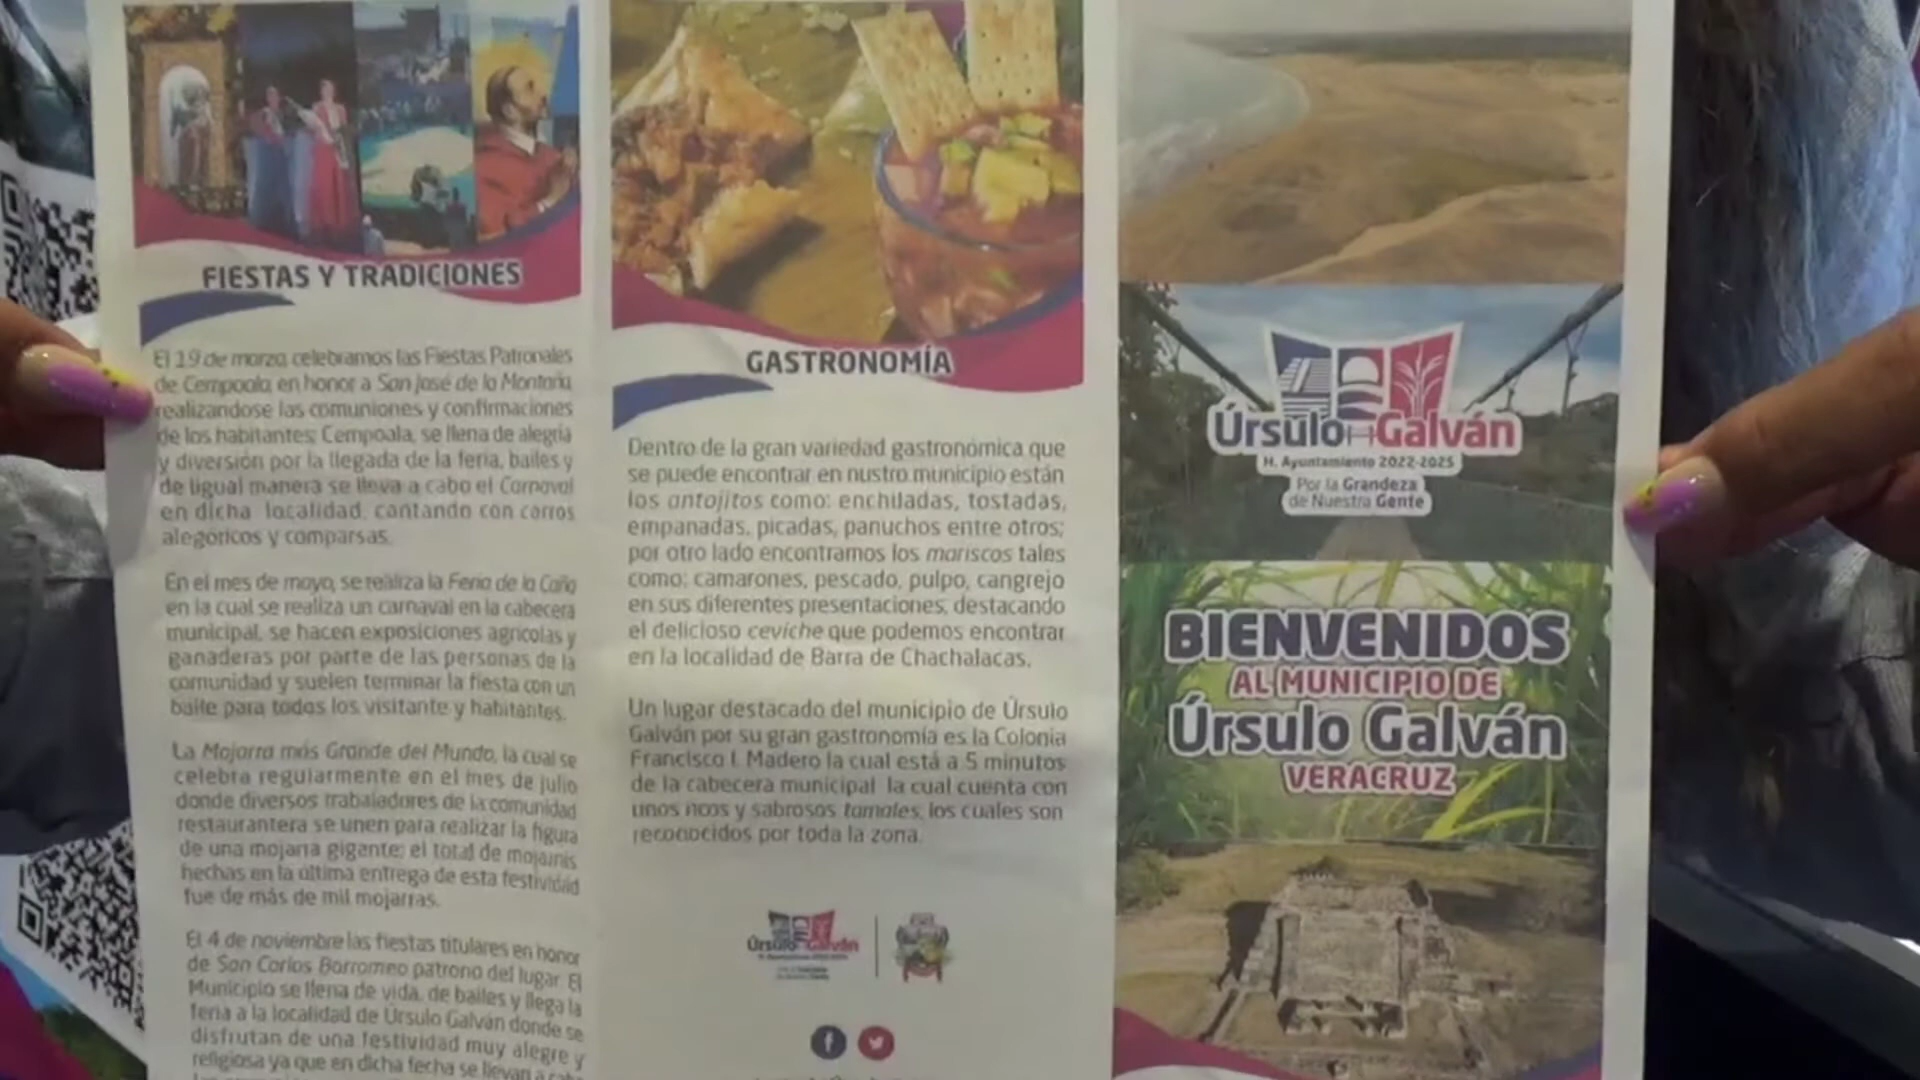 FIESTAS Y TRADICIONES
El 19 de marzo, celebramos las Fiestas Patronales
de Cempoala, en honor a San José de la Montaña,
realizandose las comuniones y confirmaciones
de los habitantes; Cempoala, se llena de alegria
y diversión por la llegada de la feria, bailes y
de ligual manera se lleva a cabo el Carnaval
en dicha localidad, contando con carros
alegóricos y comparsas.
En el mes de mayo, se realiza la Feria de la Caña
en la cual se realiza un carnaval en la cabecera
municipal, se hacen exposiciones agrícolas y
ganaderas por parte de las personas de la
comunidad y suelen terminar la fiesta con un
baile para todos los visitante y habitantes.
La Mojarra más Grande del Mundo, la cual se
celebra regularmente en el mes de julio
donde diversos trabajadores de la comunidad
restaurantera se unen para realizar la figura
de una mojarra gigante; el total de mojarras
hechas en la última entrega de esta festividad
fue de más de mil mojarras.
El 4 de noviembre las fiestas titulares en honor
de San Carlos Borromeo patrono del lugar. El
Municipio se llena de vida, de bailes y llega la
feria a la localidad de Úrsulo Galván donde se
disfrutan de una festividad muy alegre y
religiosa ya que en dicha fecha se llevan a cabo
GASTRONOMÍA
Dentro de la gran variedad gastronómica que
se puede encontrar en nustro municipio están
los antojitos como: enchiladas, tostadas,
empanadas, picadas, panuchos entre otros;
por otro lado encontramos los mariscos tales
como: camarones, pescado, pulpo, cangrejo
en sus diferentes presentaciones, destacando
el delicioso ceviche que podemos encontrar
en la localidad de Barra de Chachalacas.
Un lugar destacado del municipio de Úrsulo
Galván por su gran gastronomía es la Colonia
Francisco I. Madero la cual está a 5 minutos
de la cabecera municipal la cual cuenta con
unos ricos y sabrosos tamales, los cuales son
reconocidos por toda la zona.
Úrsulo Galván
Úrsulo Galván
H. Ayuntamiento 2022-2025
Por la Grandeza
de Nuestra Gente
BIENVENIDOS
AL MUNICIPIO DE
Úrsulo Galván
VERACRUZ